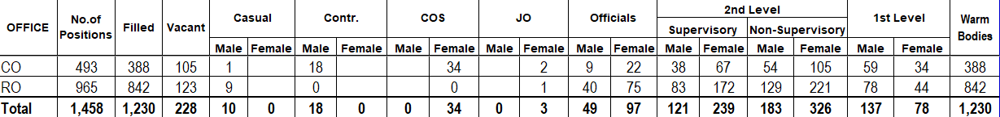 OFFICE No.of Positions Filled Vacant Casual Contr. COS JO Officials 2nd Level 1st Level Warm Bodies
Supervisory Non-Supervisory
Male Female Male Female Male Female Male Female Male Female Male Female Male Female Male Female
CO 493 388 105 1 18 34 2 9 22 38 67 54 105 59 34 388
RO 965 842 123 9 0 0 1 40 75 83 172 129 221 78 44 842
Total 1,458 1,230 228 10 0 18 0 0 34 0 3 49 97 121 239 183 326 137 78 1,230